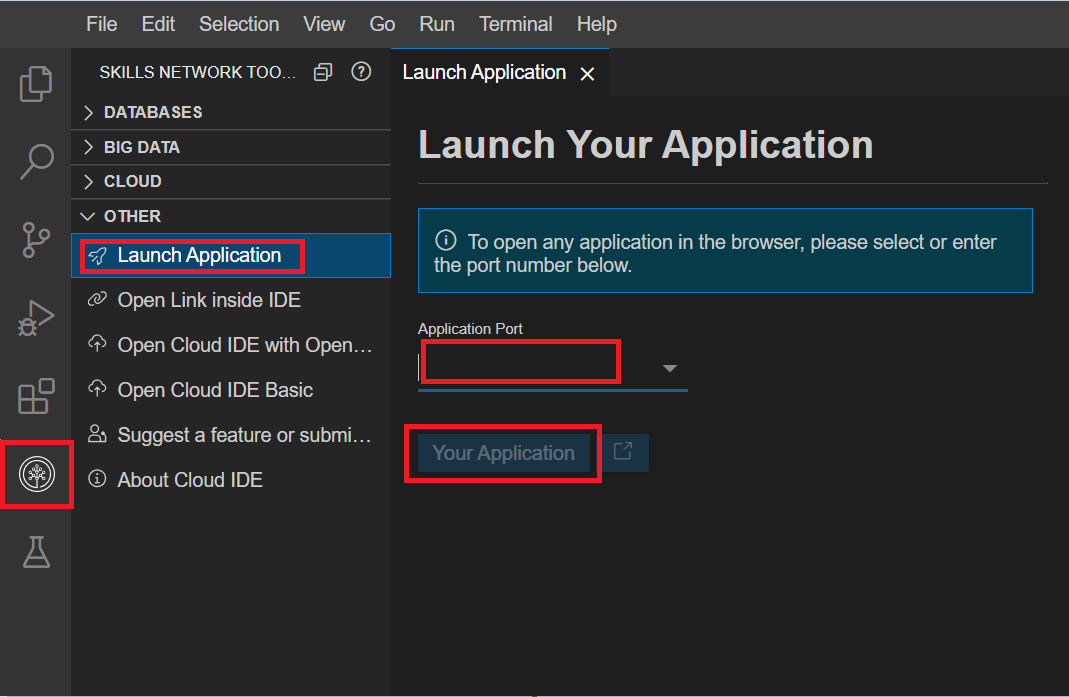 File Edit Selection View Go Run Terminal Help
SKILLS NETWORK TOO...
Launch Application
DATABASES
BIG DATA
CLOUD
OTHER
Launch Application
Open Link inside IDE
Open Cloud IDE with Open...
Open Cloud IDE Basic
Suggest a feature or submi...
About Cloud IDE
Launch Your Application
To open any application in the browser, please select or enter
the port number below.
Application Port
Your Application